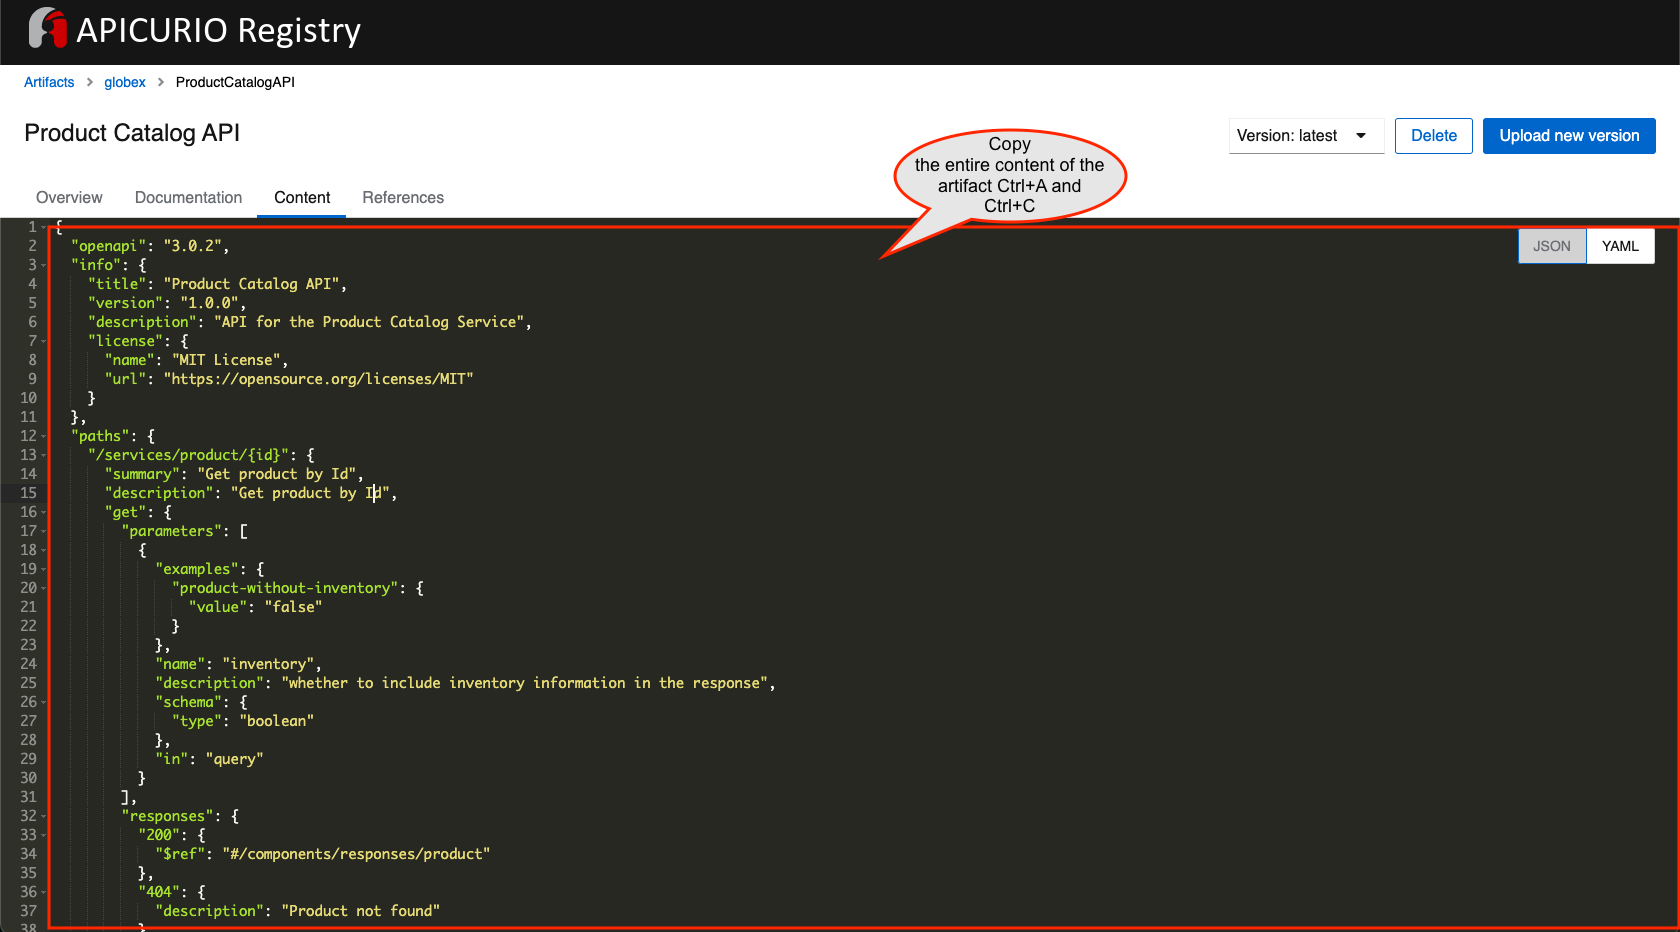 APICURIO Registry
Artifacts > globex > ProductCatalogAPI
Product Catalog API
Version: latest
Delete
Upload new version
Copy
the entire content of the
artifact Ctrl+A and
Ctrl+C
Overview Documentation Content References
JSON YAML
1 {
2 "openapi": "3.0.2",
3 "info": {
4 "title": "Product Catalog API",
5 "version": "1.0.0",
6 "description": "API for the Product Catalog Service",
7 "license": {
8 "name": "MIT License",
9 "url": "https://opensource.org/licenses/MIT"
10 }
11 },
12 "paths": {
13 "/services/product/{id}": {
14 "summary": "Get product by Id",
15 "description": "Get product by Id",
16 "get": {
17 "parameters": [
18 {
19 "examples": {
20 "product-without-inventory": {
21 "value": "false"
22 }
23 },
24 "name": "inventory",
25 "description": "whether to include inventory information in the response",
26 "schema": {
27 "type": "boolean"
28 },
29 "in": "query"
30 }
31 ],
32 "responses": {
33 "200": {
34 "$ref": "#/components/responses/product"
35 },
36 "404": {
37 "description": "Product not found"
38 }